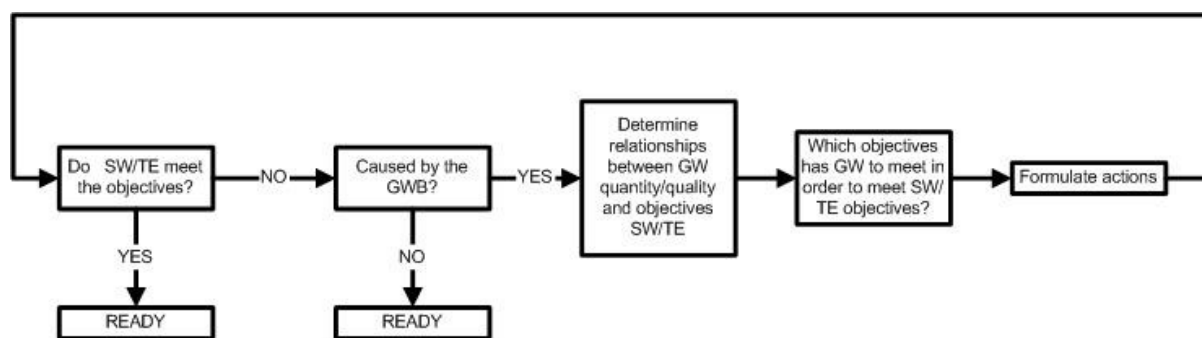 Do SW/TE meet
the objectives?
NO
Caused by the
GWB?
YES
Determine
relationships
between GW
quantity/quality
and objectives
SW/TE
Which objectives
has GW to meet in
order to meet SW/
TE objectives?
Formulate actions
YES
NO
READY
READY